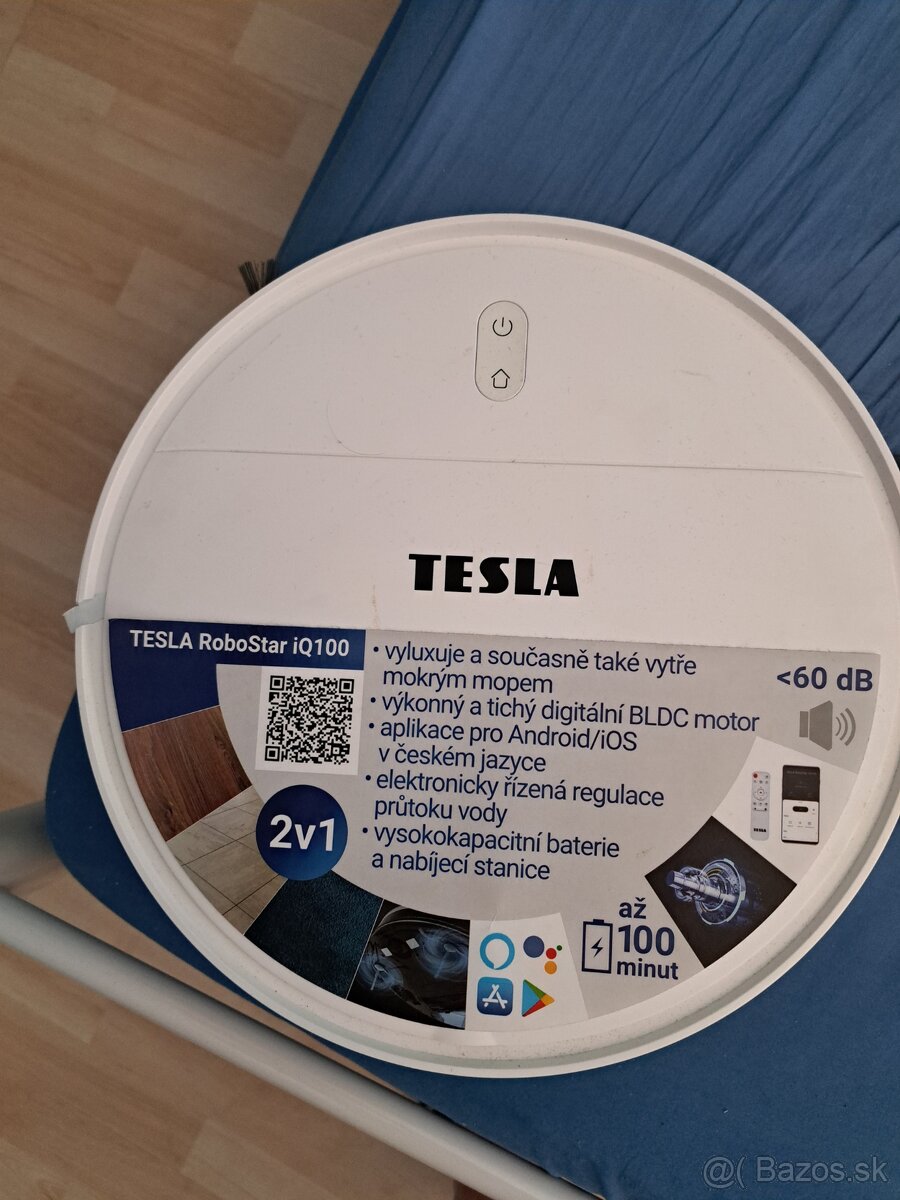 TESLA
TESLA RoboStar iQ100
• vyluxuje a současně také vytře
mokrým mopem
• výkonný a tichý digitální BLDC motor
• aplikace pro Android/iOS
v českém jazyce
• elektronicky řízená regulace
průtoku vody
• vysokokapacitní baterie
a nabíjecí stanice
<60 dB
2v1
TESLA
až
100
minut
@( Bazos.sk